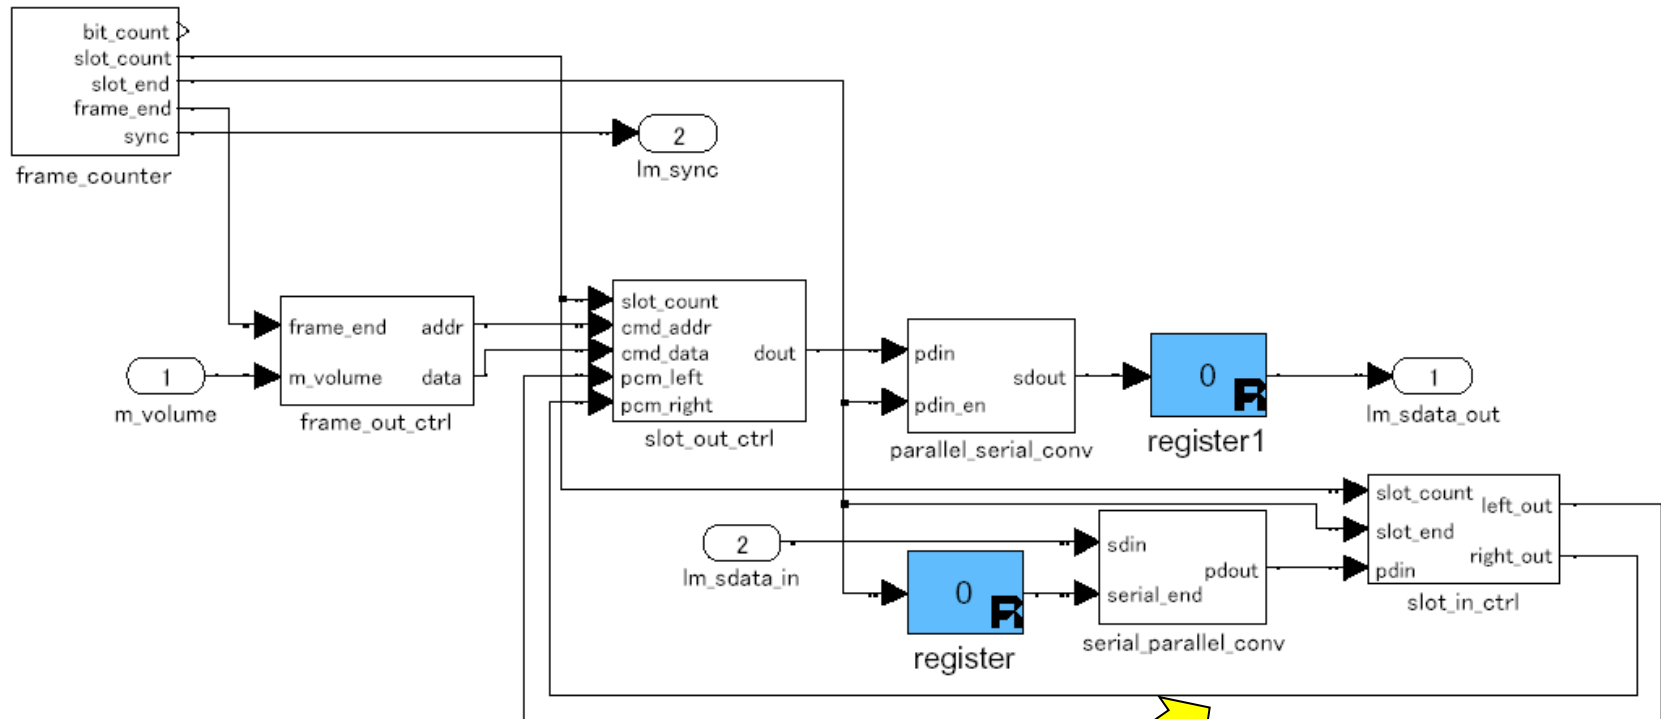 bit_count
slot_count
slot_end
frame_end
sync
frame_counter
2
lm_sync
frame_end addr
m_volume data
frame_out_ctrl
1
m_volume
slot_count
cmd_addr
cmd_data dout
pcm_left
pcm_right
slot_out_ctrl
pdin
sdout
pdin_en
parallel_serial_conv
0
register1
1
lm_sdata_out
2
lm_sdata_in
0
register
sdin
pdout
serial_end
serial_parallel_conv
slot_count left_out
slot_end
right_out
pdin
slot_in_ctrl